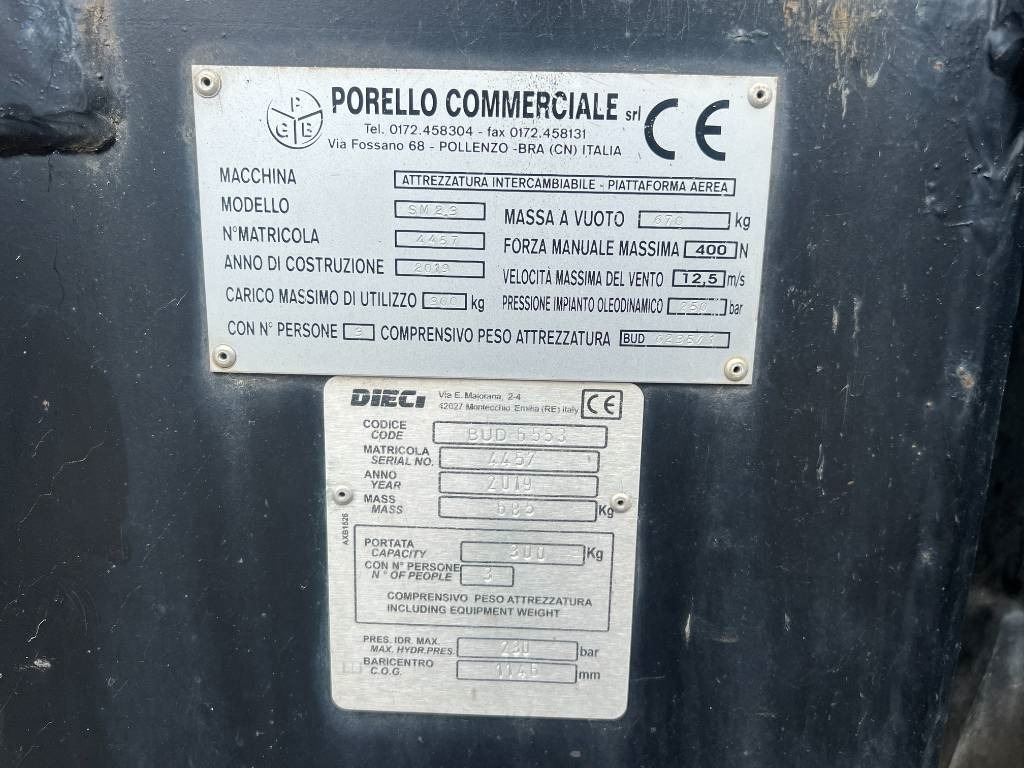 PORELLO COMMERCIALE srl CE
Tel. 0172.458304 - fax 0172.458131
Via Fossano 68 - POLLENZO -BRA (CN) ITALIA
MACCHINA ATTREZZATURA INTERCAMBIABILE - PIATTAFORMA AEREA
MODELLO SM 2.3 MASSA A VUOTO 670 kg
N°MATRICOLA 4457 FORZA MANUALE MASSIMA 400 N
ANNO DI COSTRUZIONE 2019 VELOCITÀ MASSIMA DEL VENTO 12,5 m/s
CARICO MASSIMO DI UTILIZZO 300 kg PRESSIONE IMPIANTO OLEODINAMICO 250 bar
CON N° PERSONE 3 COMPRENSIVO PESO ATTREZZATURA BUD
DIECI Via E. Majorana, 2-4
42027 Montecchio Emilia (RE) Italy CE
CODICE
CODE BUD 6553
MATRICOLA
SERIAL NO. 4457
ANNO
YEAR 2019
MASS
MASS 685 Kg
AXB1526
PORTATA
CAPACITY 300 Kg
CON N° PERSONE
N° OF PEOPLE 3
COMPRENSIVO PESO ATTREZZATURA
INCLUDING EQUIPMENT WEIGHT
PRES. IDR. MAX.
MAX. HYDR.PRES. 230 bar
BARICENTRO
C.O.G. 1145 mm